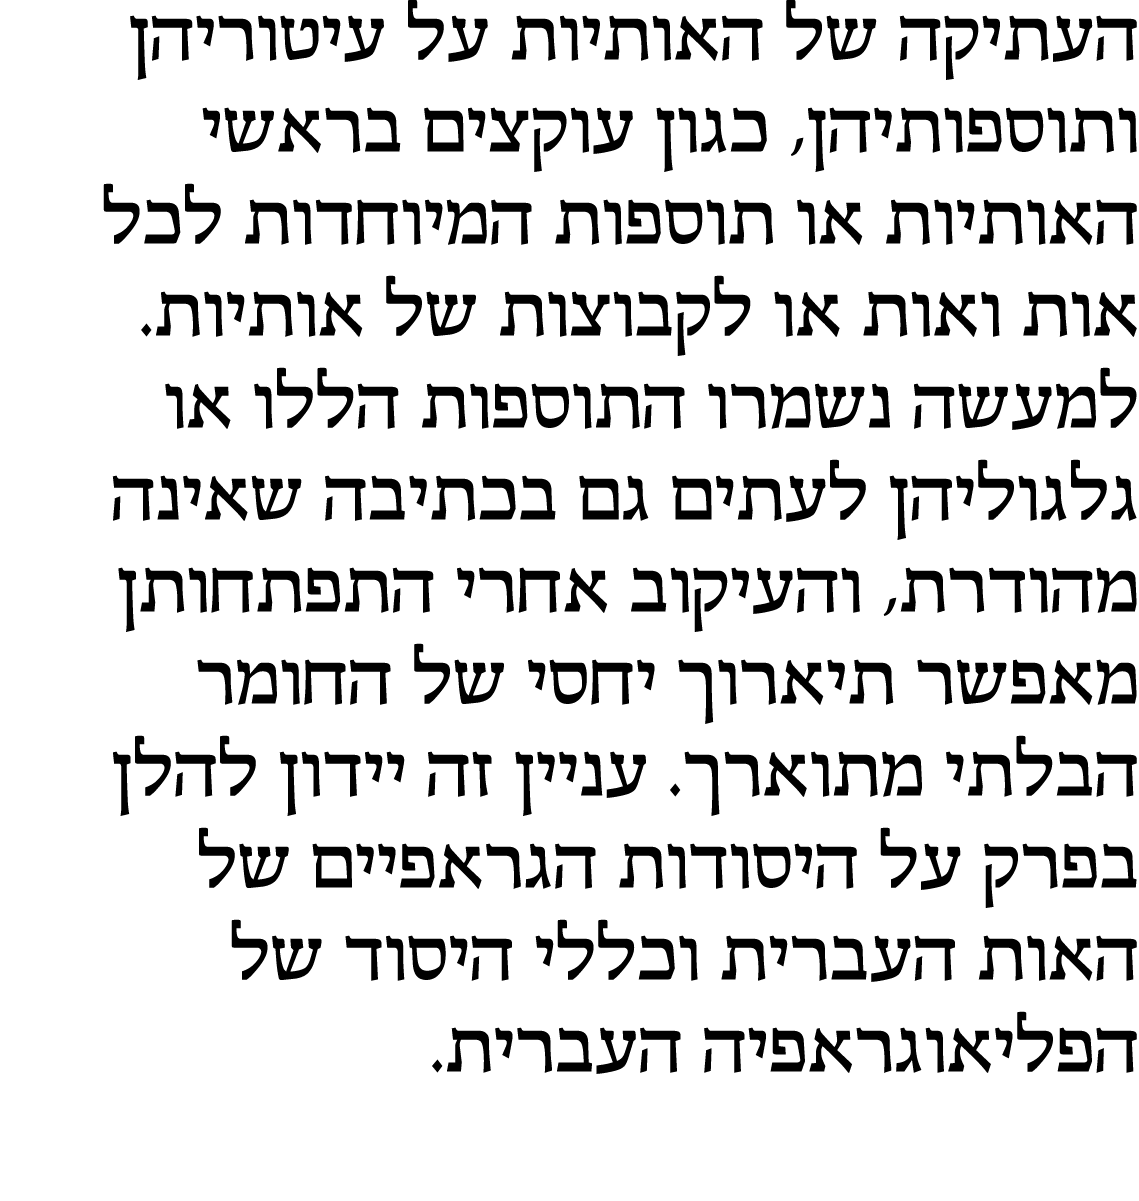 העתיקה של האותיות על עיטוריהן
ותוספותיהן, כגון עוקצים בראשי
האותיות או תוספות המיוחדות לכל
אות ואות או לקבוצות של אותיות.
למעשה נשמרו התוספות הללו או
גלגוליהן לעתים גם בכתיבה שאינה
מהודרת, והעיקוב אחרי התפתחותן
מאפשר תיארוך יחסי של החומר
הבלתי מתוארך. עניין זה יידון להלן
בפרק על היסודות הגראפיים של
האות העברית וכללי היסוד של
הפליאוגראפיה העברית.